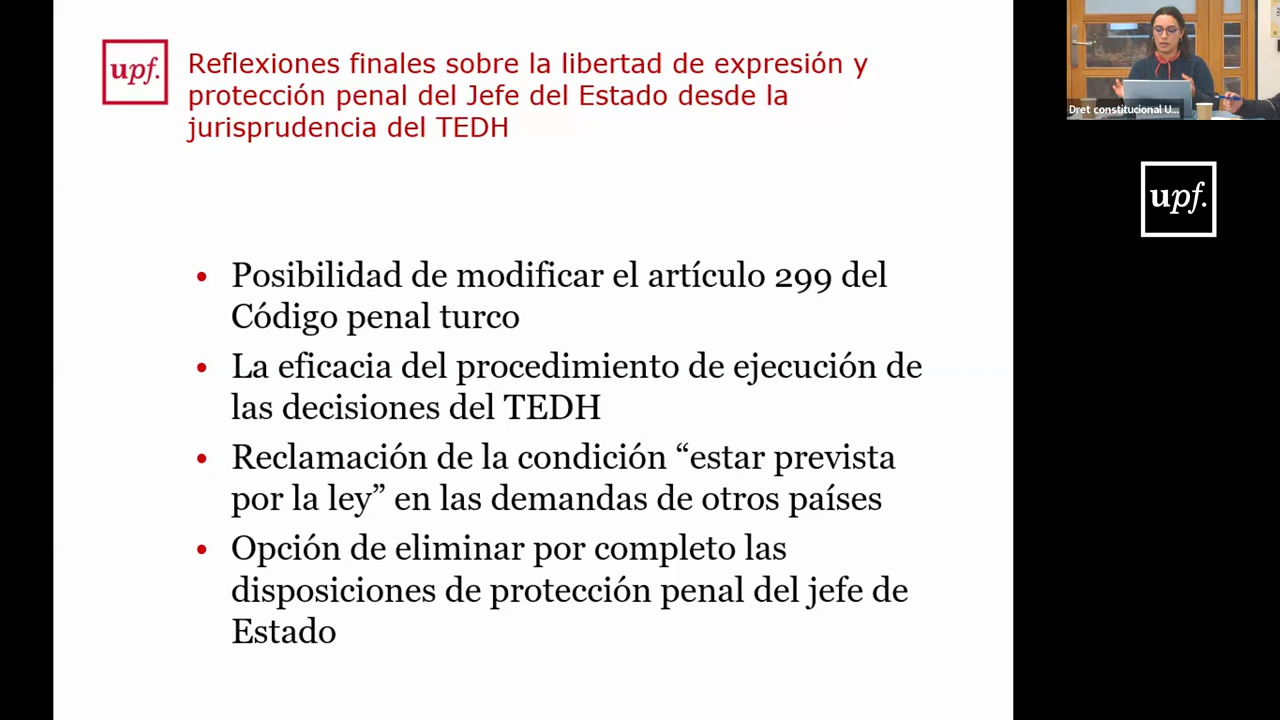 upf.
Reflexiones finales sobre la libertad de expresión y
protección penal del Jefe del Estado desde la
jurisprudencia del TEDH
• Posibilidad de modificar el artículo 299 del
Código penal turco
• La eficacia del procedimiento de ejecución de
las decisiones del TEDH
• Reclamación de la condición “estar prevista
por la ley” en las demandas de otros países
• Opción de eliminar por completo las
disposiciones de protección penal del jefe de
Estado
Dret constitucional U...
upf.